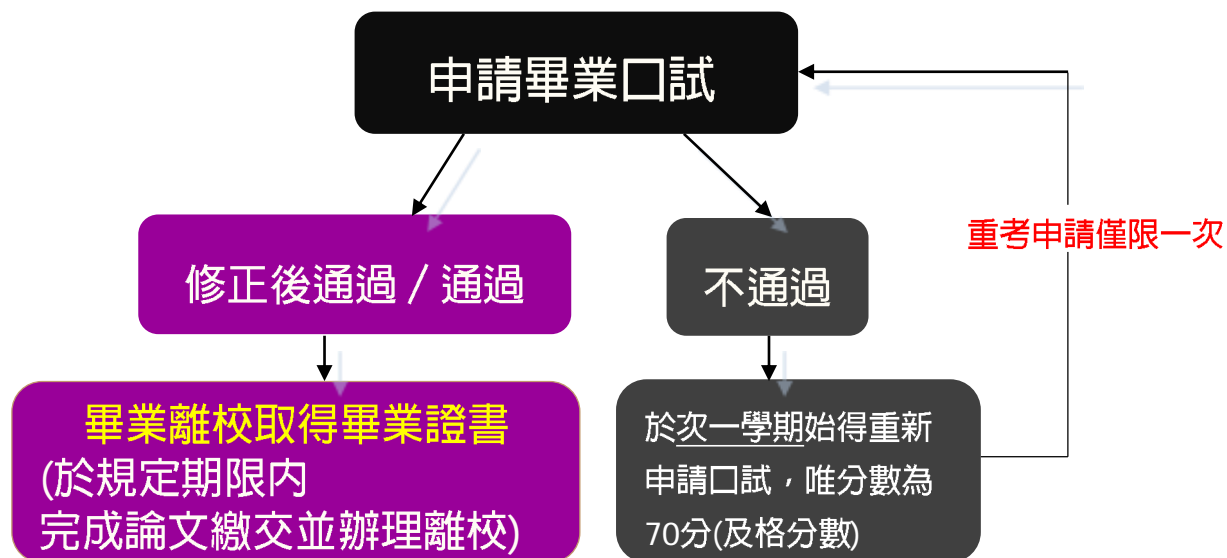 申請畢業口試
重考申請僅限一次
修正後通過／通過
不通過
畢業離校取得畢業證書
(於規定期限內
完成論文繳交並辦理離校)
於次一學期始得重新
申請口試，唯分數為
70分(及格分數)